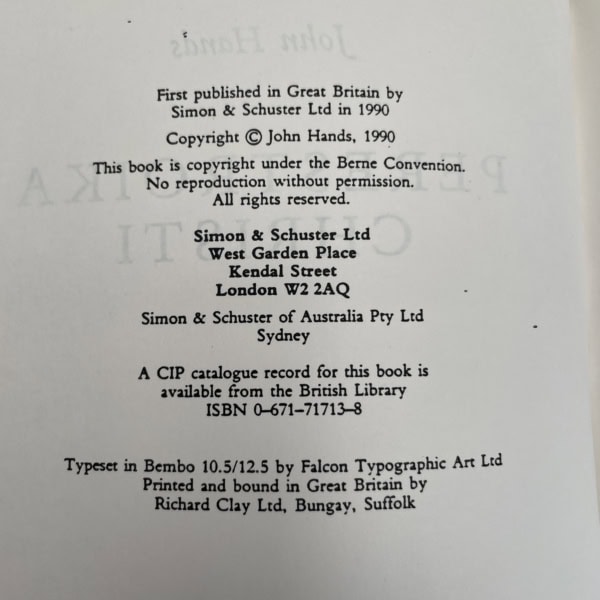 John Hands
PERESTROIKA
CHRISTI
First published in Great Britain by
Simon & Schuster Ltd in 1990
Copyright © John Hands, 1990
This book is copyright under the Berne Convention.
No reproduction without permission.
All rights reserved.
Simon & Schuster Ltd
West Garden Place
Kendal Street
London W2 2AQ
Simon & Schuster of Australia Pty Ltd
Sydney
A CIP catalogue record for this book is
available from the British Library
ISBN 0–671–71713–8
Typeset in Bembo 10.5/12.5 by Falcon Typographic Art Ltd
Printed and bound in Great Britain by
Richard Clay Ltd, Bungay, Suffolk